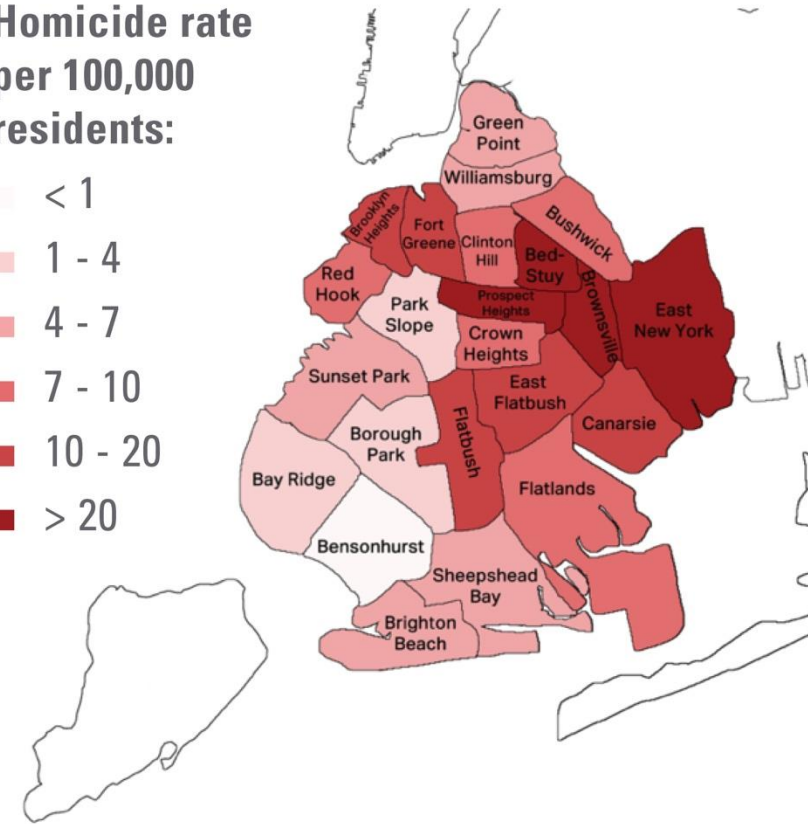 Homicide rate
per 100,000
residents:
< 1
1 - 4
4 - 7
7 - 10
10 - 20
> 20
Green
Point
Williamsburg
Bushwick
Brooklyn
Heights
Fort
Greene
Clinton
Hill
Bed-
Stuy
Brownsville
East
New York
Red
Hook
Park
Slope
Prospect
Heights
Crown
Heights
Sunset Park
East
Flatbush
Canarsie
Borough
Park
Flatbush
Bay Ridge
Flatlands
Bensonhurst
Sheepshead
Bay
Brighton
Beach